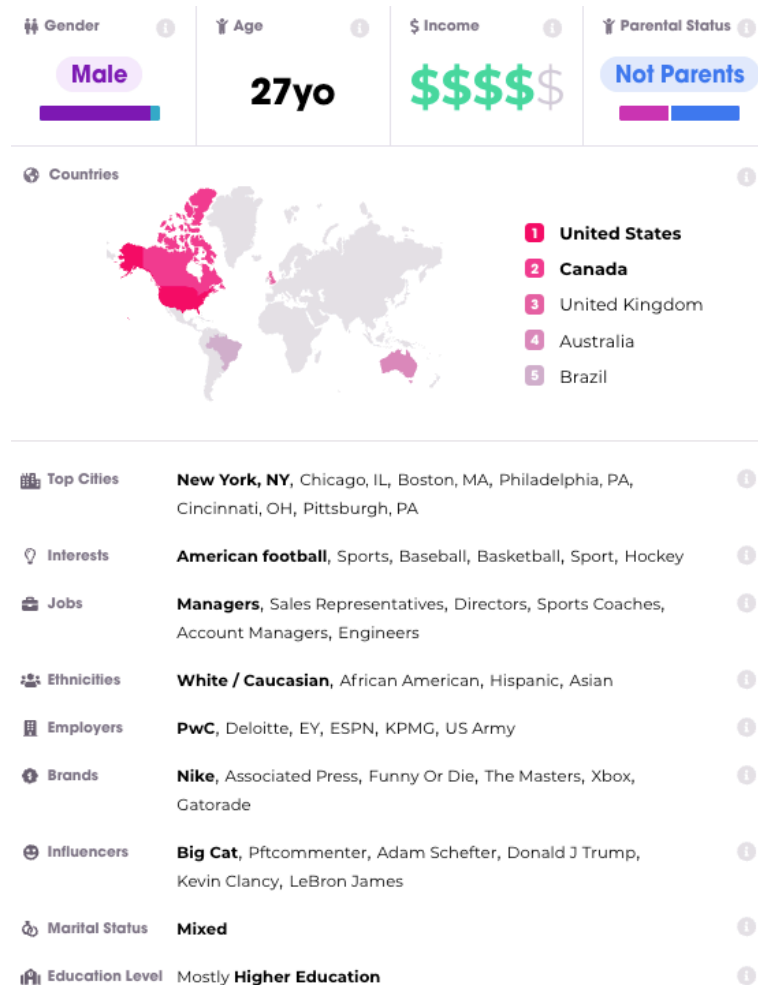 Gender
Age
$ Income
Parental Status
Male
27yo
$$$$$
Not Parents
Countries
1 United States
2 Canada
3 United Kingdom
4 Australia
5 Brazil
Top Cities
New York, NY, Chicago, IL, Boston, MA, Philadelphia, PA,
Cincinnati, OH, Pittsburgh, PA
Interests
American football, Sports, Baseball, Basketball, Sport, Hockey
Jobs
Managers, Sales Representatives, Directors, Sports Coaches,
Account Managers, Engineers
Ethnicities
White / Caucasian, African American, Hispanic, Asian
Employers
PwC, Deloitte, EY, ESPN, KPMG, US Army
Brands
Nike, Associated Press, Funny Or Die, The Masters, Xbox,
Gatorade
Influencers
Big Cat, Pftcommenter, Adam Schefter, Donald J Trump,
Kevin Clancy, LeBron James
Marital Status
Mixed
Education Level
Mostly Higher Education